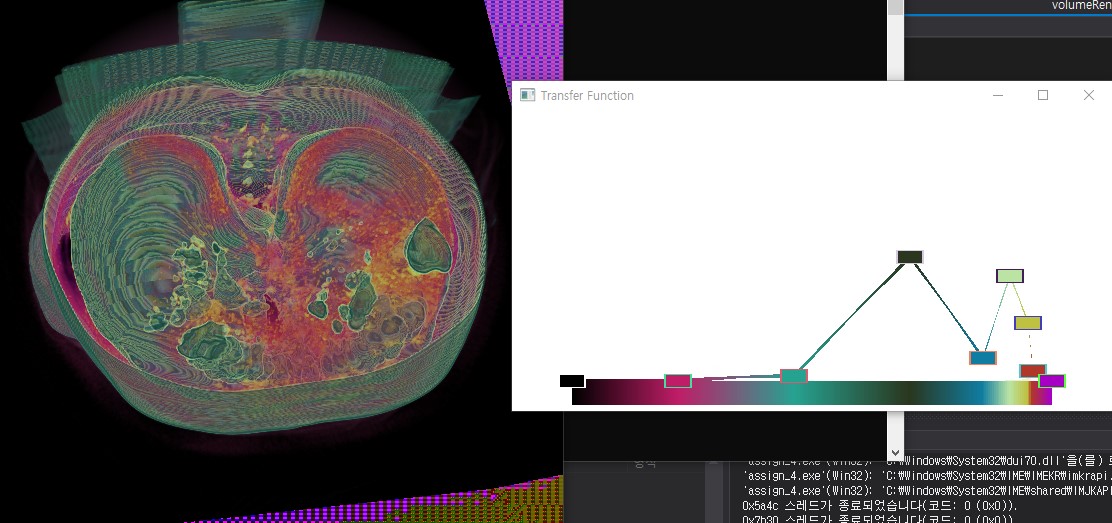 volumeRen
Transfer Function
영역
'assign_4.exe'(Win32): 'C:₩Windows₩System32₩dui70.dll'을(를) 로
'assign_4.exe'(Win32): 'C:₩Windows₩System32₩IME₩IMEKR₩imkrapi.
'assign_4.exe'(Win32): 'C:₩Windows₩System32₩IME₩shared₩IMJKAPI
0x5a4c 스레드가 종료되었습니다(코드: 0 (0x0)).
0x7b30 스레드가 종료되었습니다(코드: 0 (0x0)).